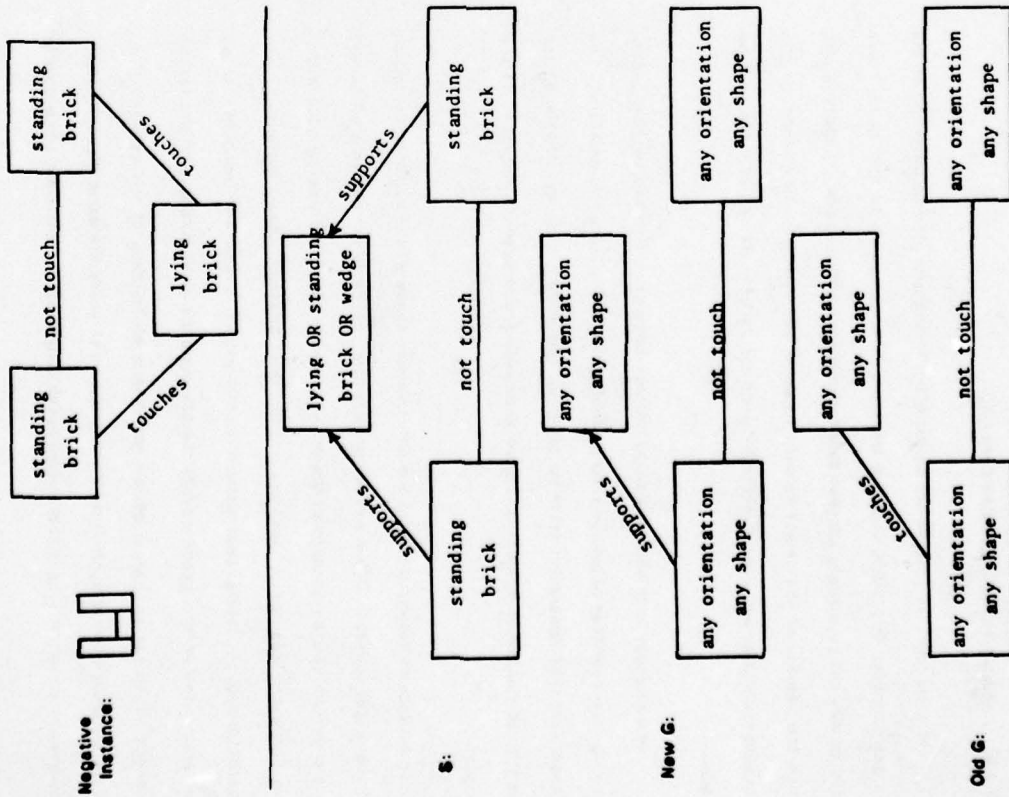 Negative
Instance:
standing
brick
not touch
standing
brick
touches
touches
lying
brick
S:
lying OR standing
brick OR wedge
supports
supports
standing
brick
not touch
standing
brick
New G:
any orientation
any shape
supports
any orientation
any shape
not touch
any orientation
any shape
Old G:
any orientation
any shape
touches
any orientation
any shape
not touch
any orientation
any shape